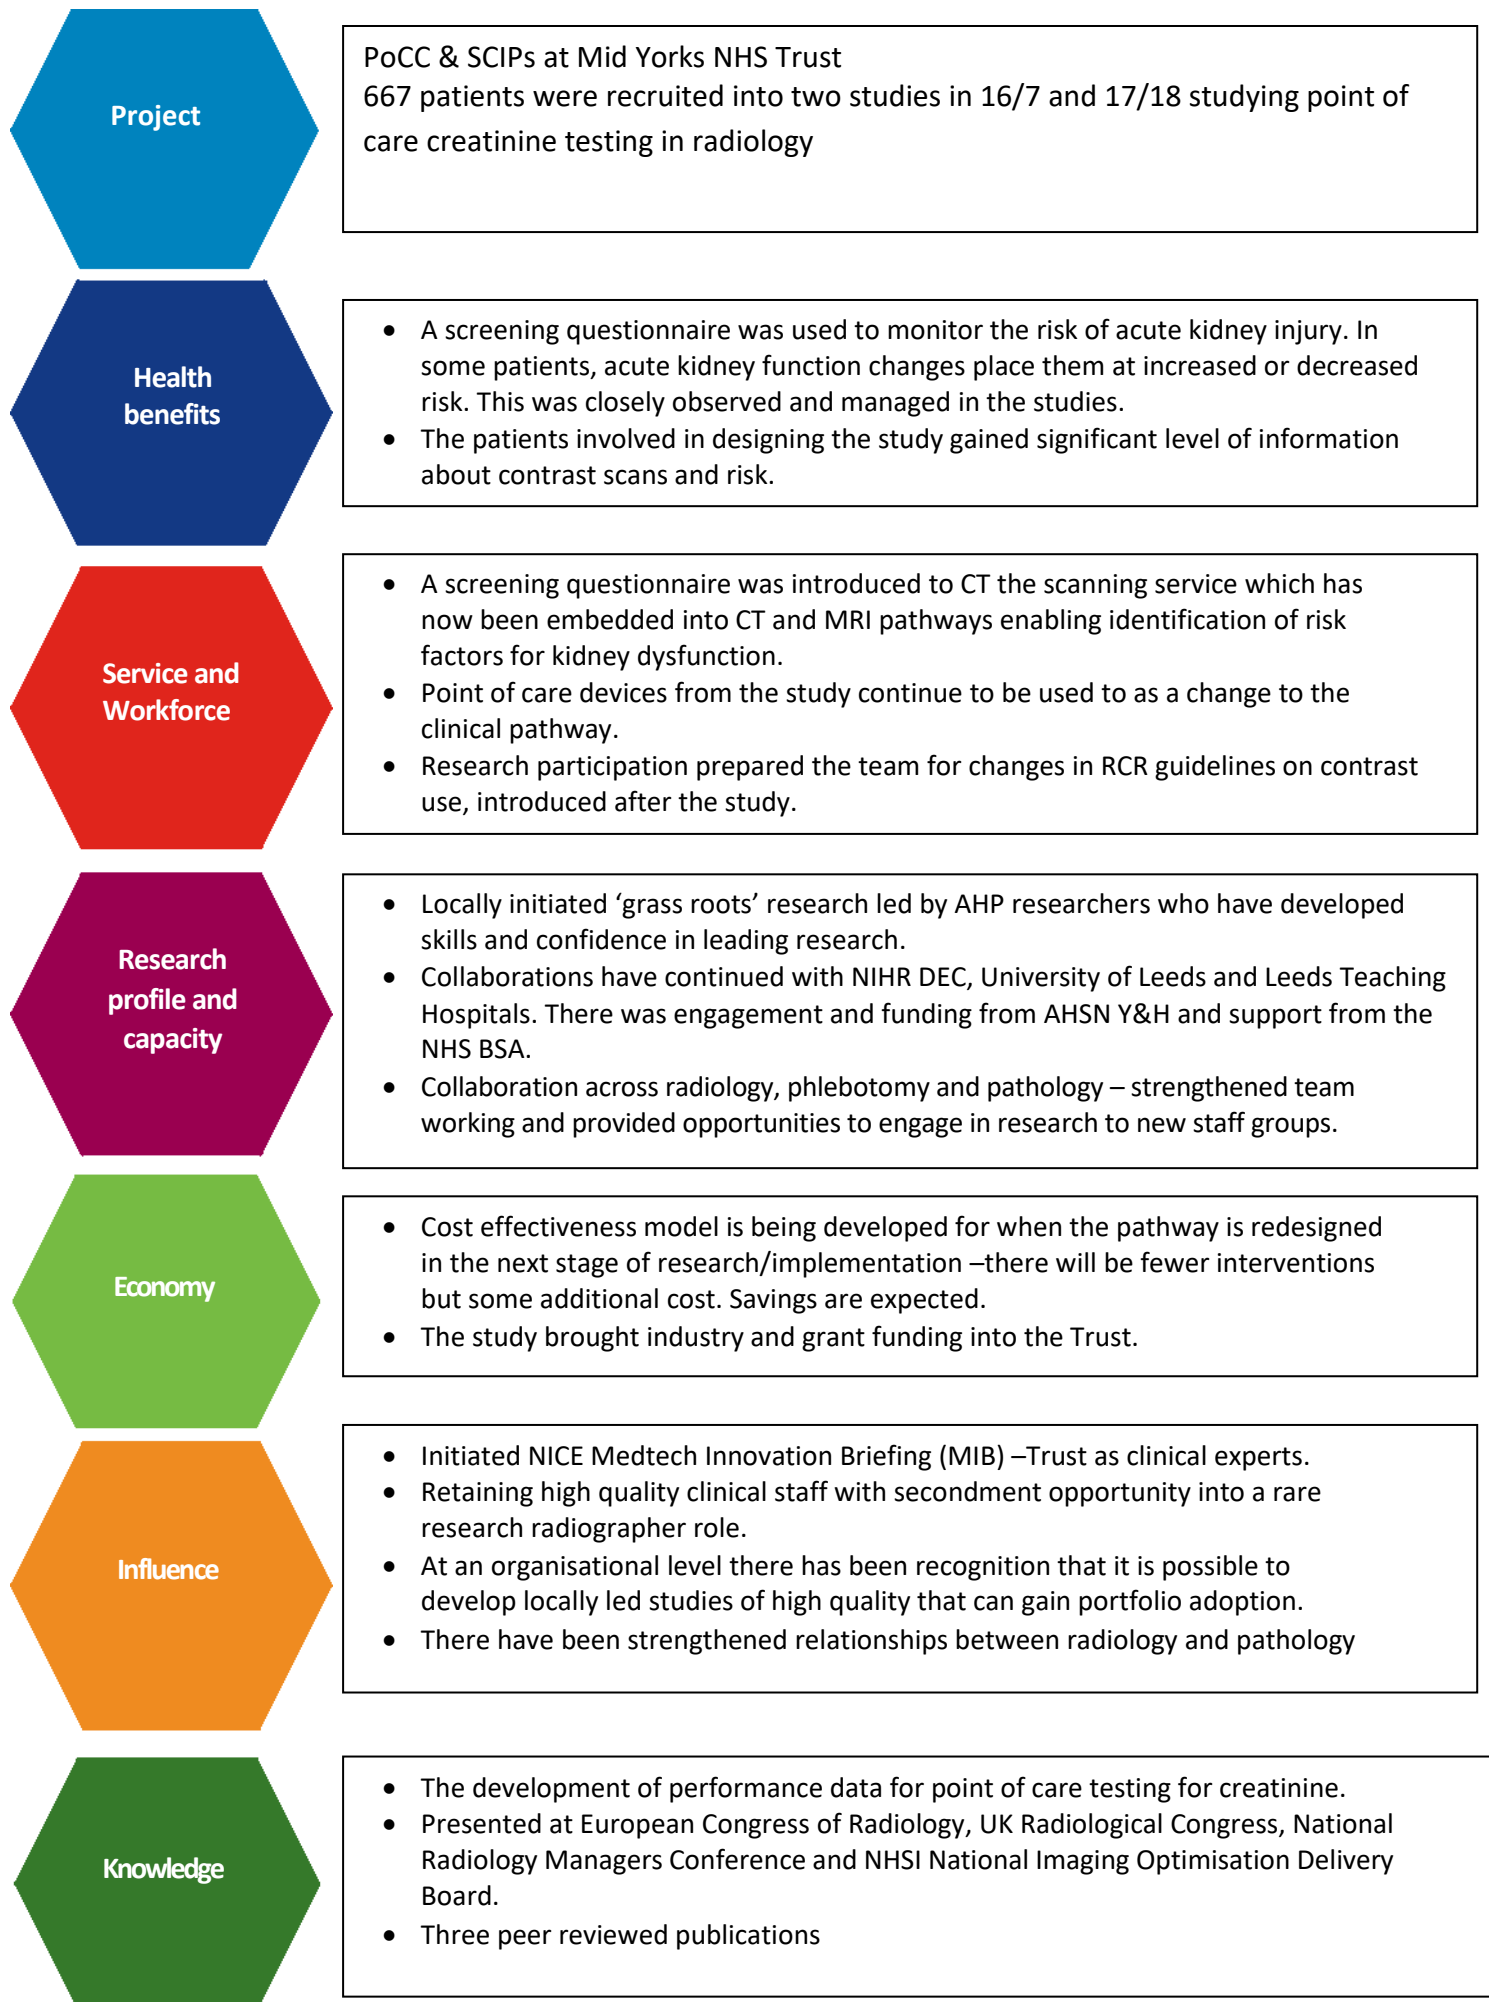 Project
PoCC & SCIPs at Mid Yorks NHS Trust
667 patients were recruited into two studies in 16/7 and 17/18 studying point of
care creatinine testing in radiology
Health
benefits
• A screening questionnaire was used to monitor the risk of acute kidney injury. In
some patients, acute kidney function changes place them at increased or decreased
risk. This was closely observed and managed in the studies.
• The patients involved in designing the study gained significant level of information
about contrast scans and risk.
Service and
Workforce
• A screening questionnaire was introduced to CT the scanning service which has
now been embedded into CT and MRI pathways enabling identification of risk
factors for kidney dysfunction.
• Point of care devices from the study continue to be used to as a change to the
clinical pathway.
• Research participation prepared the team for changes in RCR guidelines on contrast
use, introduced after the study.
Research
profile and
capacity
• Locally initiated ‘grass roots’ research led by AHP researchers who have developed
skills and confidence in leading research.
• Collaborations have continued with NIHR DEC, University of Leeds and Leeds Teaching
Hospitals. There was engagement and funding from AHSN Y&H and support from the
NHS BSA.
• Collaboration across radiology, phlebotomy and pathology – strengthened team
working and provided opportunities to engage in research to new staff groups.
Economy
• Cost effectiveness model is being developed for when the pathway is redesigned
in the next stage of research/implementation –there will be fewer interventions
but some additional cost. Savings are expected.
• The study brought industry and grant funding into the Trust.
Influence
• Initiated NICE Medtech Innovation Briefing (MIB) –Trust as clinical experts.
• Retaining high quality clinical staff with secondment opportunity into a rare
research radiographer role.
• At an organisational level there has been recognition that it is possible to
develop locally led studies of high quality that can gain portfolio adoption.
• There have been strengthened relationships between radiology and pathology
Knowledge
• The development of performance data for point of care testing for creatinine.
• Presented at European Congress of Radiology, UK Radiological Congress, National
Radiology Managers Conference and NHSI National Imaging Optimisation Delivery
Board.
• Three peer reviewed publications